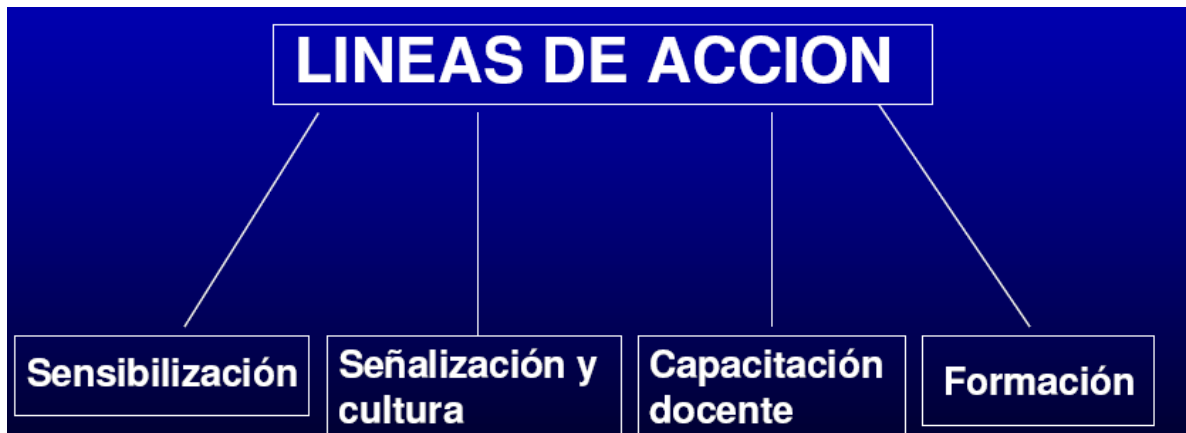 LINEAS DE ACCION
Sensibilización
Señalización y
cultura
Capacitación
docente
Formación